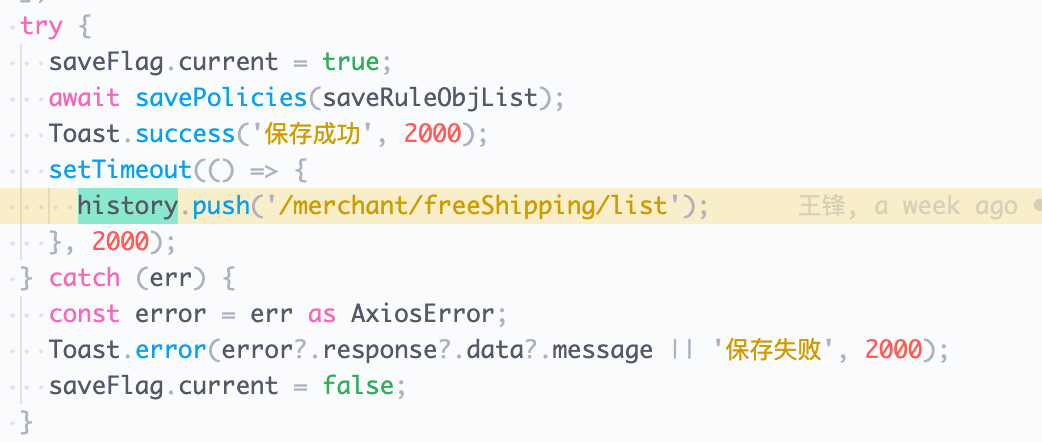 try {
saveFlag.current = true;
await savePolicies(saveRuleObjList);
Toast.success('保存成功', 2000);
setTimeout(() => {
history.push('/merchant/freeShipping/list'); 王锋, a week ago •
}, 2000);
} catch (err) {
const error = err as AxiosError;
Toast.error(error?.response?.data?.message || '保存失败', 2000);
saveFlag.current = false;
}